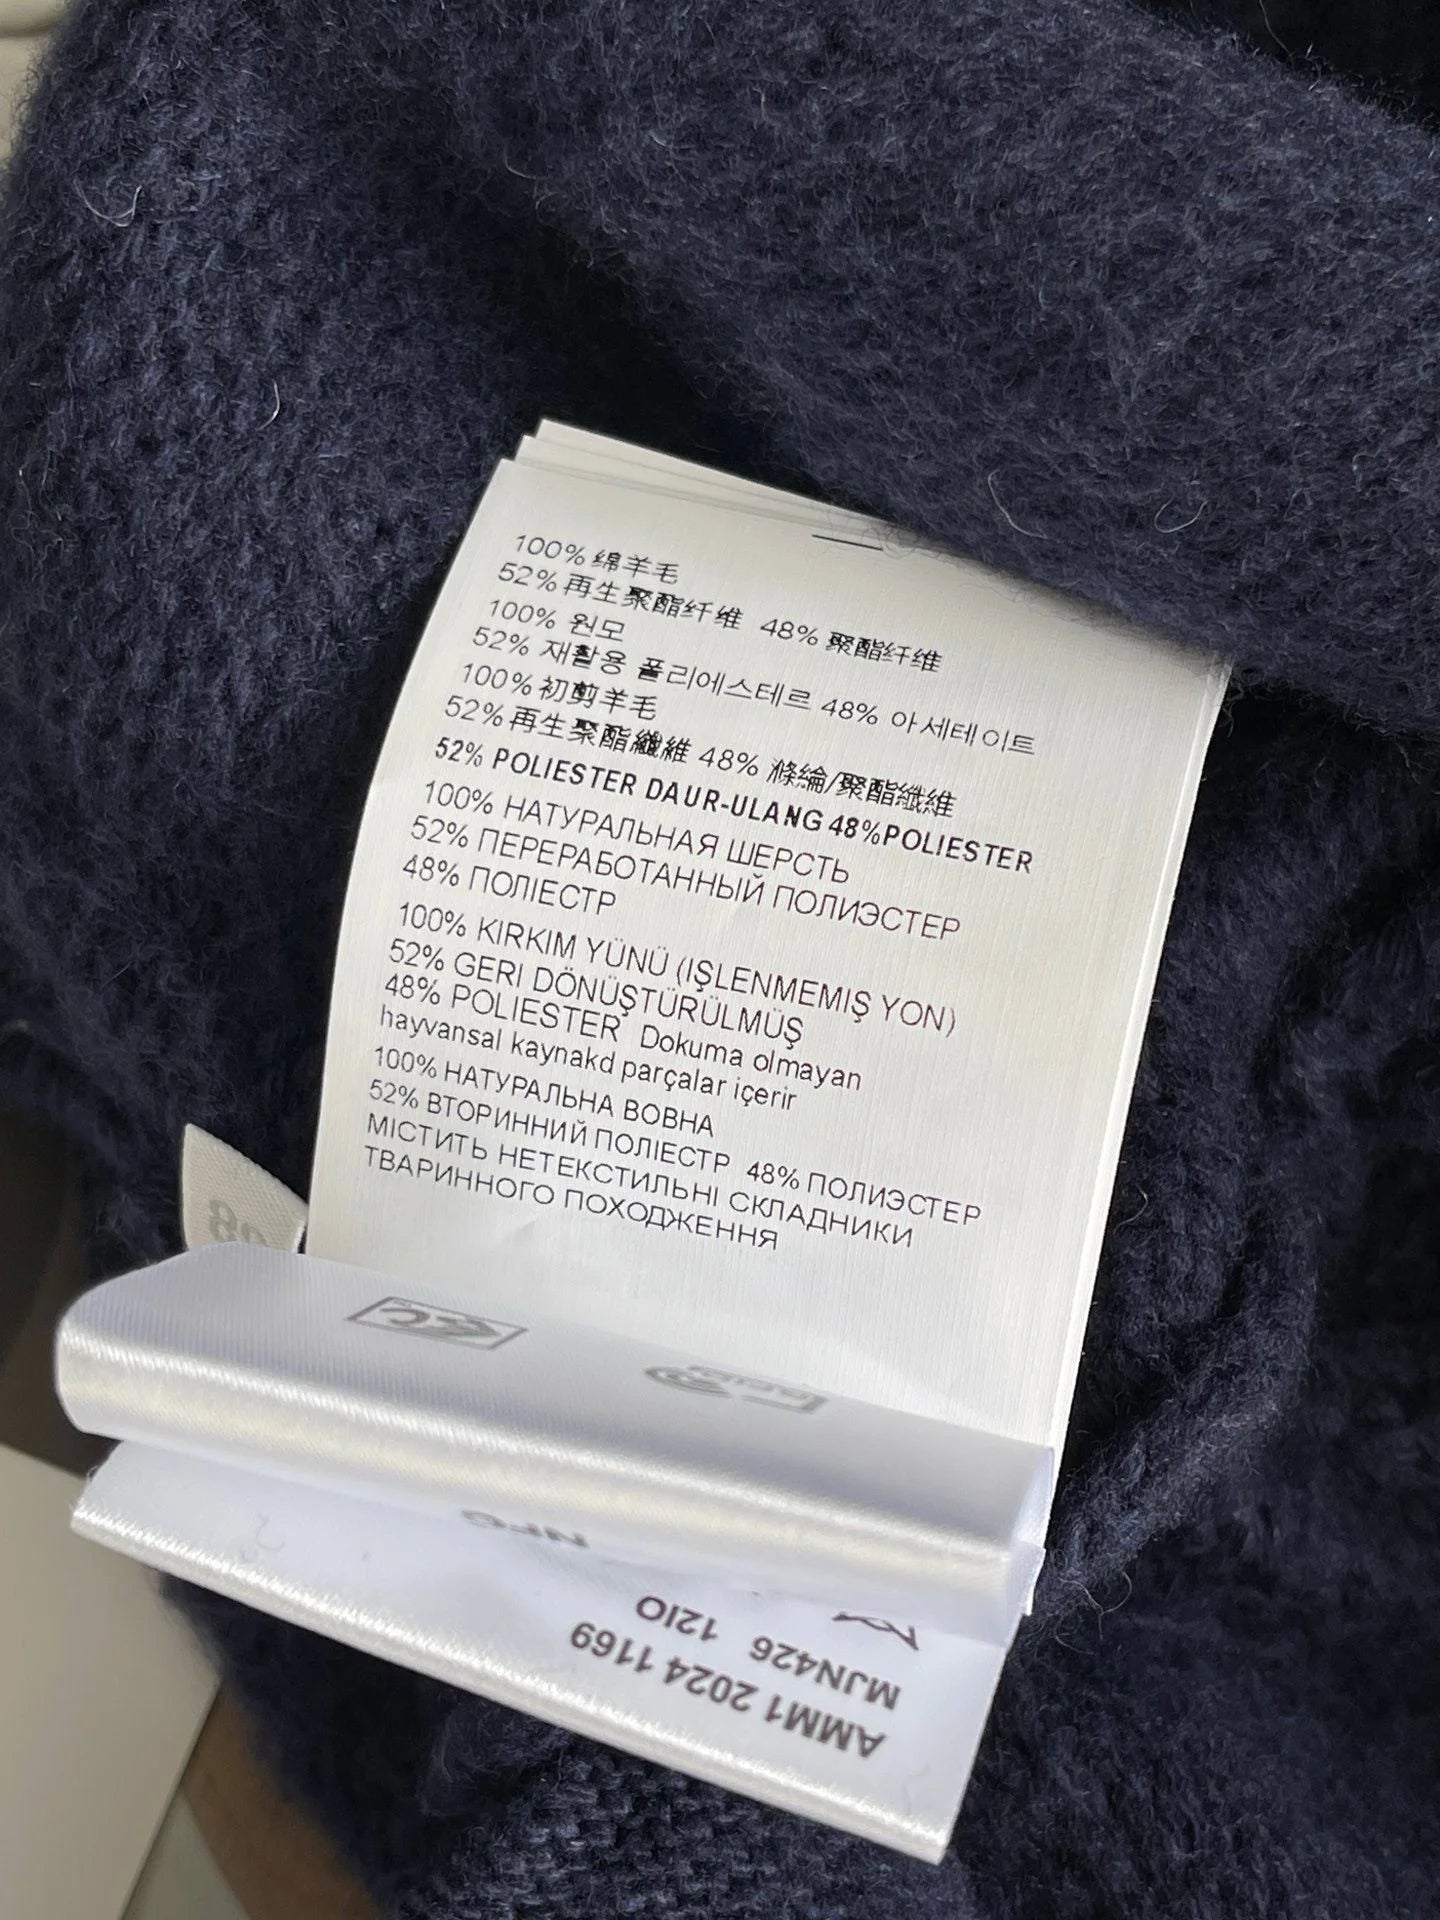 100% 绵羊毛
52% 再生聚酯纤维 48% 聚酯纤维
100% 원모
52% 재활용 폴리에스테르 48% 아세테이트
100% 初剪羊毛
52% 再生聚酯纖維 48% 滌綸/聚酯纖維
52% POLIESTER DAUR-ULANG 48%POLIESTER
100% НАТУРАЛЬНАЯ ШЕРСТЬ
52% ПЕРЕРАБОТАННЫЙ ПОЛИЭСТЕР
48% ПОЛІЕСТР
100% KIRKIM YÜNÜ (IŞLENMEMIŞ YON)
52% GERI DÖNÜŞTÜRÜLMÜŞ
48% POLIESTER Dokuma olmayan
hayvansal kaynakd parçalar içerir
100% НАТУРАЛЬНА ВОВНА
52% ВТОРИННИЙ ПОЛІЕСТР 48% ПОЛИЭСТЕР
МІСТИТЬ НЕТЕКСТИЛЬНІ СКЛАДНИКИ
ТВАРИННОГО ПОХОДЖЕННЯ
AMM1 2024 1169
MJN426 12IO